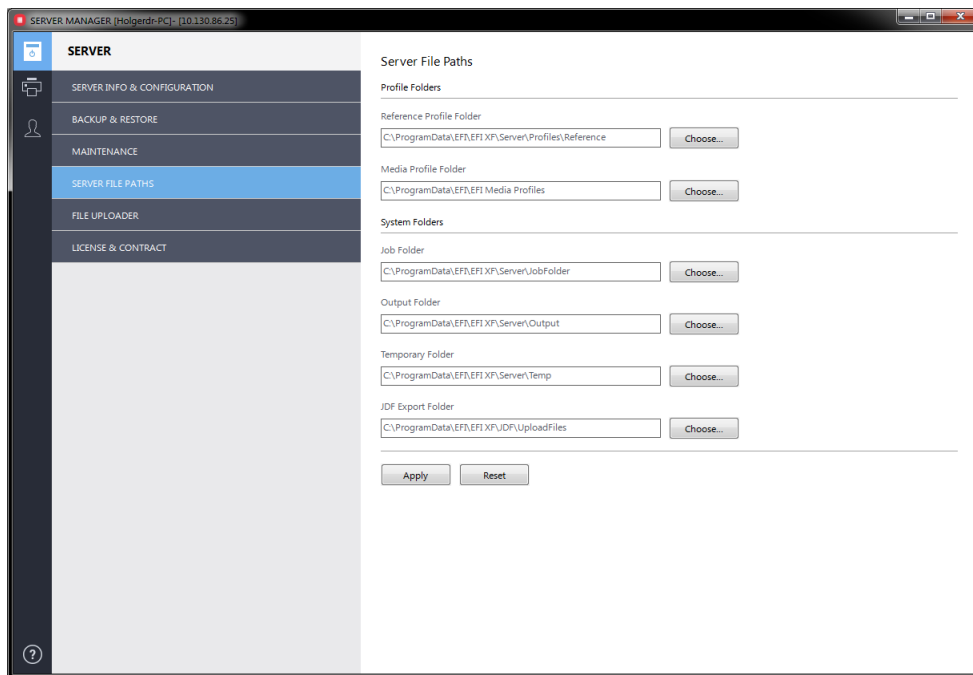 SERVER MANAGER [Holgerdr-PC]- [10.130.86.25]
SERVER
SERVER INFO & CONFIGURATION
BACKUP & RESTORE
MAINTENANCE
SERVER FILE PATHS
FILE UPLOADER
LICENSE & CONTRACT
Server File Paths
Profile Folders
Reference Profile Folder
C:\ProgramData\EFI\EFI XF\Server\Profiles\Reference
Choose...
Media Profile Folder
C:\ProgramData\EFI\EFI Media Profiles
Choose...
System Folders
Job Folder
C:\ProgramData\EFI\EFI XF\Server\JobFolder
Choose...
Output Folder
C:\ProgramData\EFI\EFI XF\Server\Output
Choose...
Temporary Folder
C:\ProgramData\EFI\EFI XF\Server\Temp
Choose...
JDF Export Folder
C:\ProgramData\EFI\EFI XF\JDF\UploadFiles
Choose...
Apply Reset
?